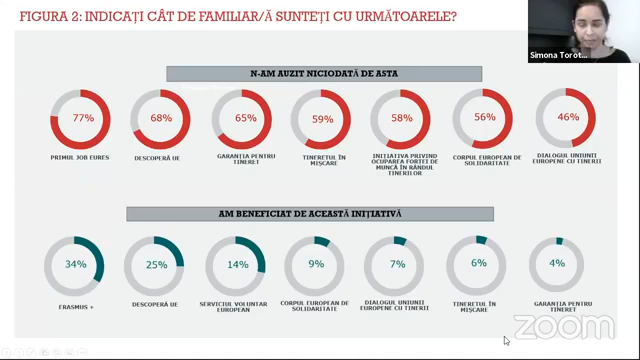 FIGURA 2: INDICAȚI CÂT DE FAMILIAR/Ă SUNTEȚI CU URMĂTOARELE?
Simona Torot...
N-AM AUZIT NICIODATĂ DE ASTA
77%
68%
65%
59%
58%
56%
46%
PRIMUL JOB EURES
DESCOPERĂ UE
GARANȚIA PENTRU
TINERET
TINERETUL ÎN
MIȘCARE
INIȚIATIVA PRIVIND
OCUPAREA FORȚEI DE
MUNCĂ ÎN RÂNDUL
TINERILOR
CORPUL EUROPEAN DE
SOLIDARITATE
DIALOGUL UNIUNII
EUROPENE CU TINERII
AM BENEFICIAT DE ACEASTĂ INIȚIATIVĂ
34%
25%
14%
9%
7%
6%
4%
ERASMUS +
DESCOPERĂ UE
SERVICIUL VOLUNTAR
EUROPEAN
CORPUL EUROPEAN DE
SOLIDARITATE
DIALOGUL UNIUNII
EUROPENE CU TINERII
TINERETUL ÎN
MIȘCARE
GARANȚIA PENTRU
TINERET
zoom